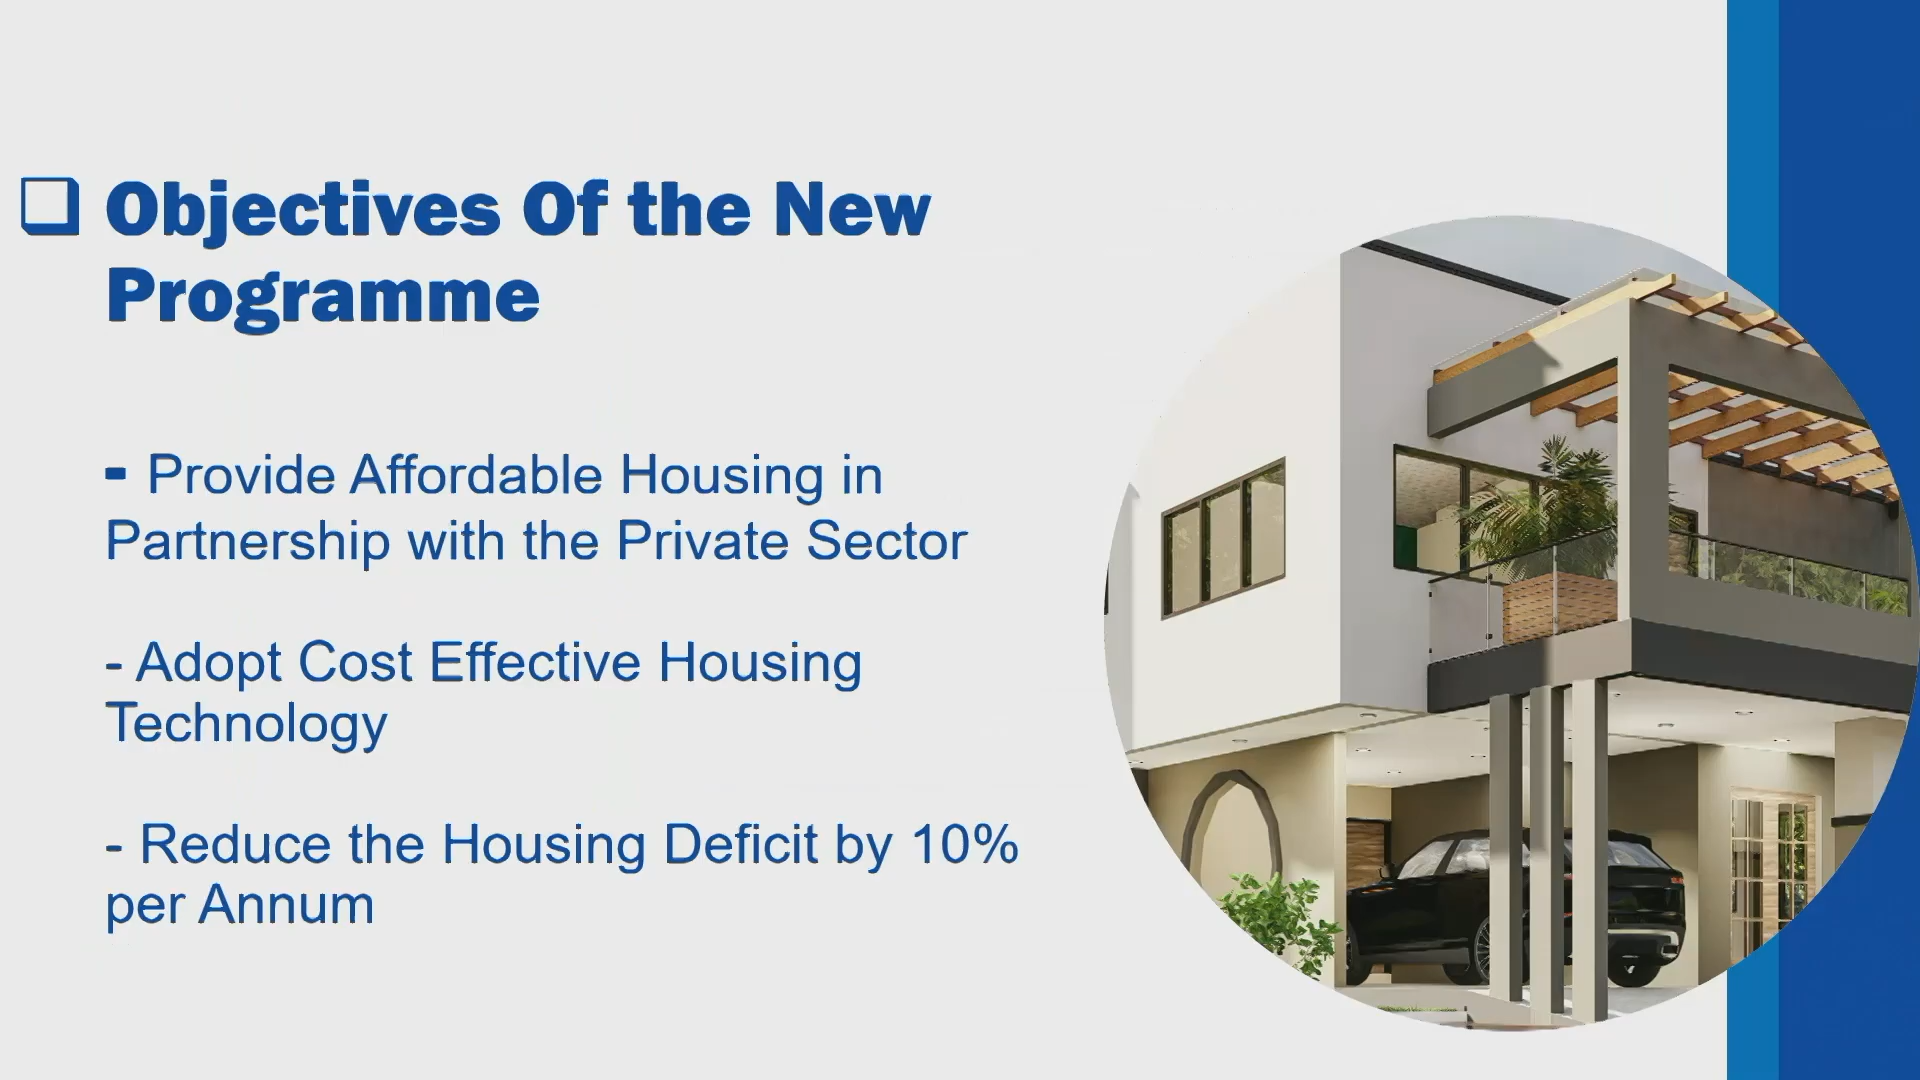 ❑ Objectives Of the New
Programme
- Provide Affordable Housing in
Partnership with the Private Sector
- Adopt Cost Effective Housing
Technology
- Reduce the Housing Deficit by 10%
per Annum